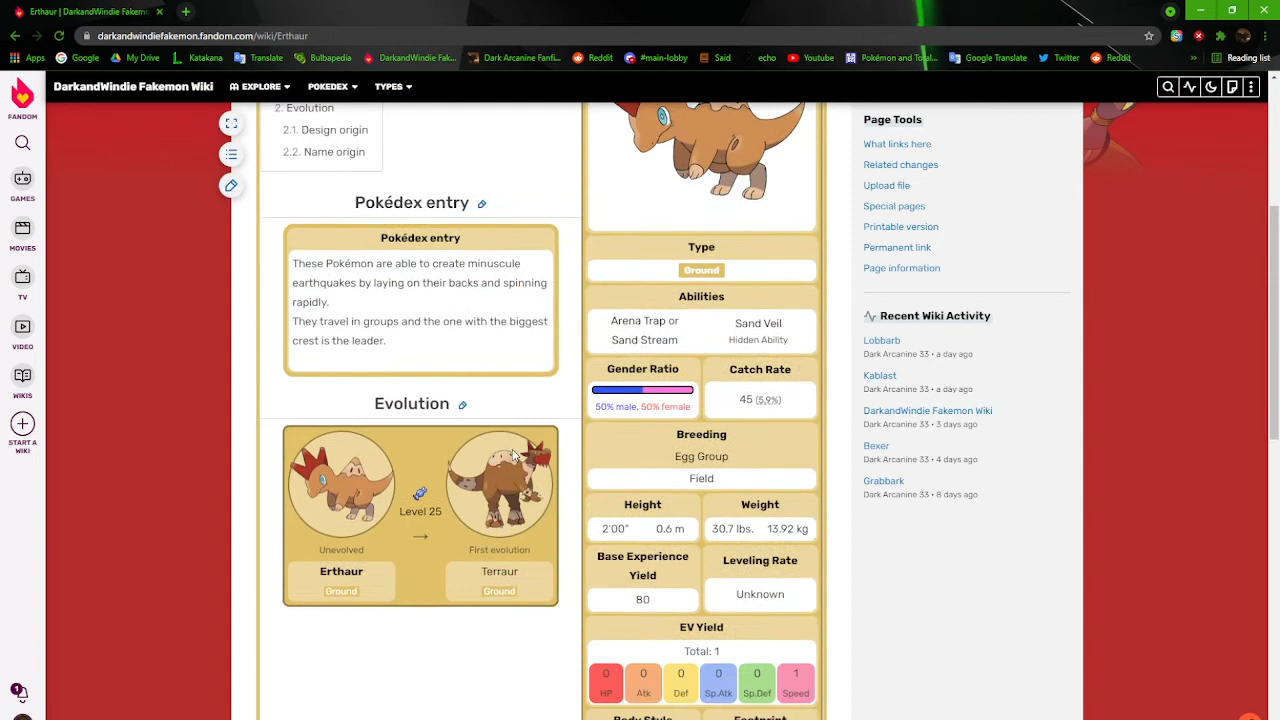 Erthaur | DarkandWindie Fakemo
darkandwindiefakemon.fandom.com/wiki/Erthaur
Apps
Google
My Drive
Katakana
Translate
Bulbapedia
DarkandWindie Fak...
Dark Arcanine Fanfi...
Reddit
#main-lobby
Said
echo
Youtube
Pokémon and Total...
Google Translate
Twitter
Reddit
»
Reading list
DarkandWindie Fakemon Wiki
EXPLORE
POKEDEX
TYPES
FANDOM
GAMES
MOVIES
TV
VIDEO
WIKIS
START A
WIKI
1
2. Evolution
2.1. Design origin
2.2. Name origin
Pokédex entry
Pokédex entry
These Pokémon are able to create minuscule
earthquakes by laying on their backs and spinning
rapidly.
They travel in groups and the one with the biggest
crest is the leader.
Evolution
Level 25
→
Unevolved
First evolution
Erthaur
Terraur
Ground
Ground
Type
Ground
Abilities
Arena Trap or
Sand Stream
Sand Veil
Hidden Ability
Gender Ratio
50% male, 50% female
Catch Rate
45 (5.9%)
Breeding
Egg Group
Field
Height
2'00" 0.6 m
Weight
30.7 lbs. 13.92 kg
Base Experience
Yield
80
Leveling Rate
Unknown
EV Yield
Total: 1
0 0 0 0 0 1
HP Atk Def Sp.Atk Sp.Def Speed
Body Style
Footprint
Page Tools
What links here
Related changes
Upload file
Special pages
Printable version
Permanent link
Page information
Recent Wiki Activity
Lobbarb
Dark Arcanine 33 • a day ago
Kablast
Dark Arcanine 33 • a day ago
DarkandWindie Fakemon Wiki
Dark Arcanine 33 • 3 days ago
Bexer
Dark Arcanine 33 • 4 days ago
Grabbark
Dark Arcanine 33 • 8 days ago